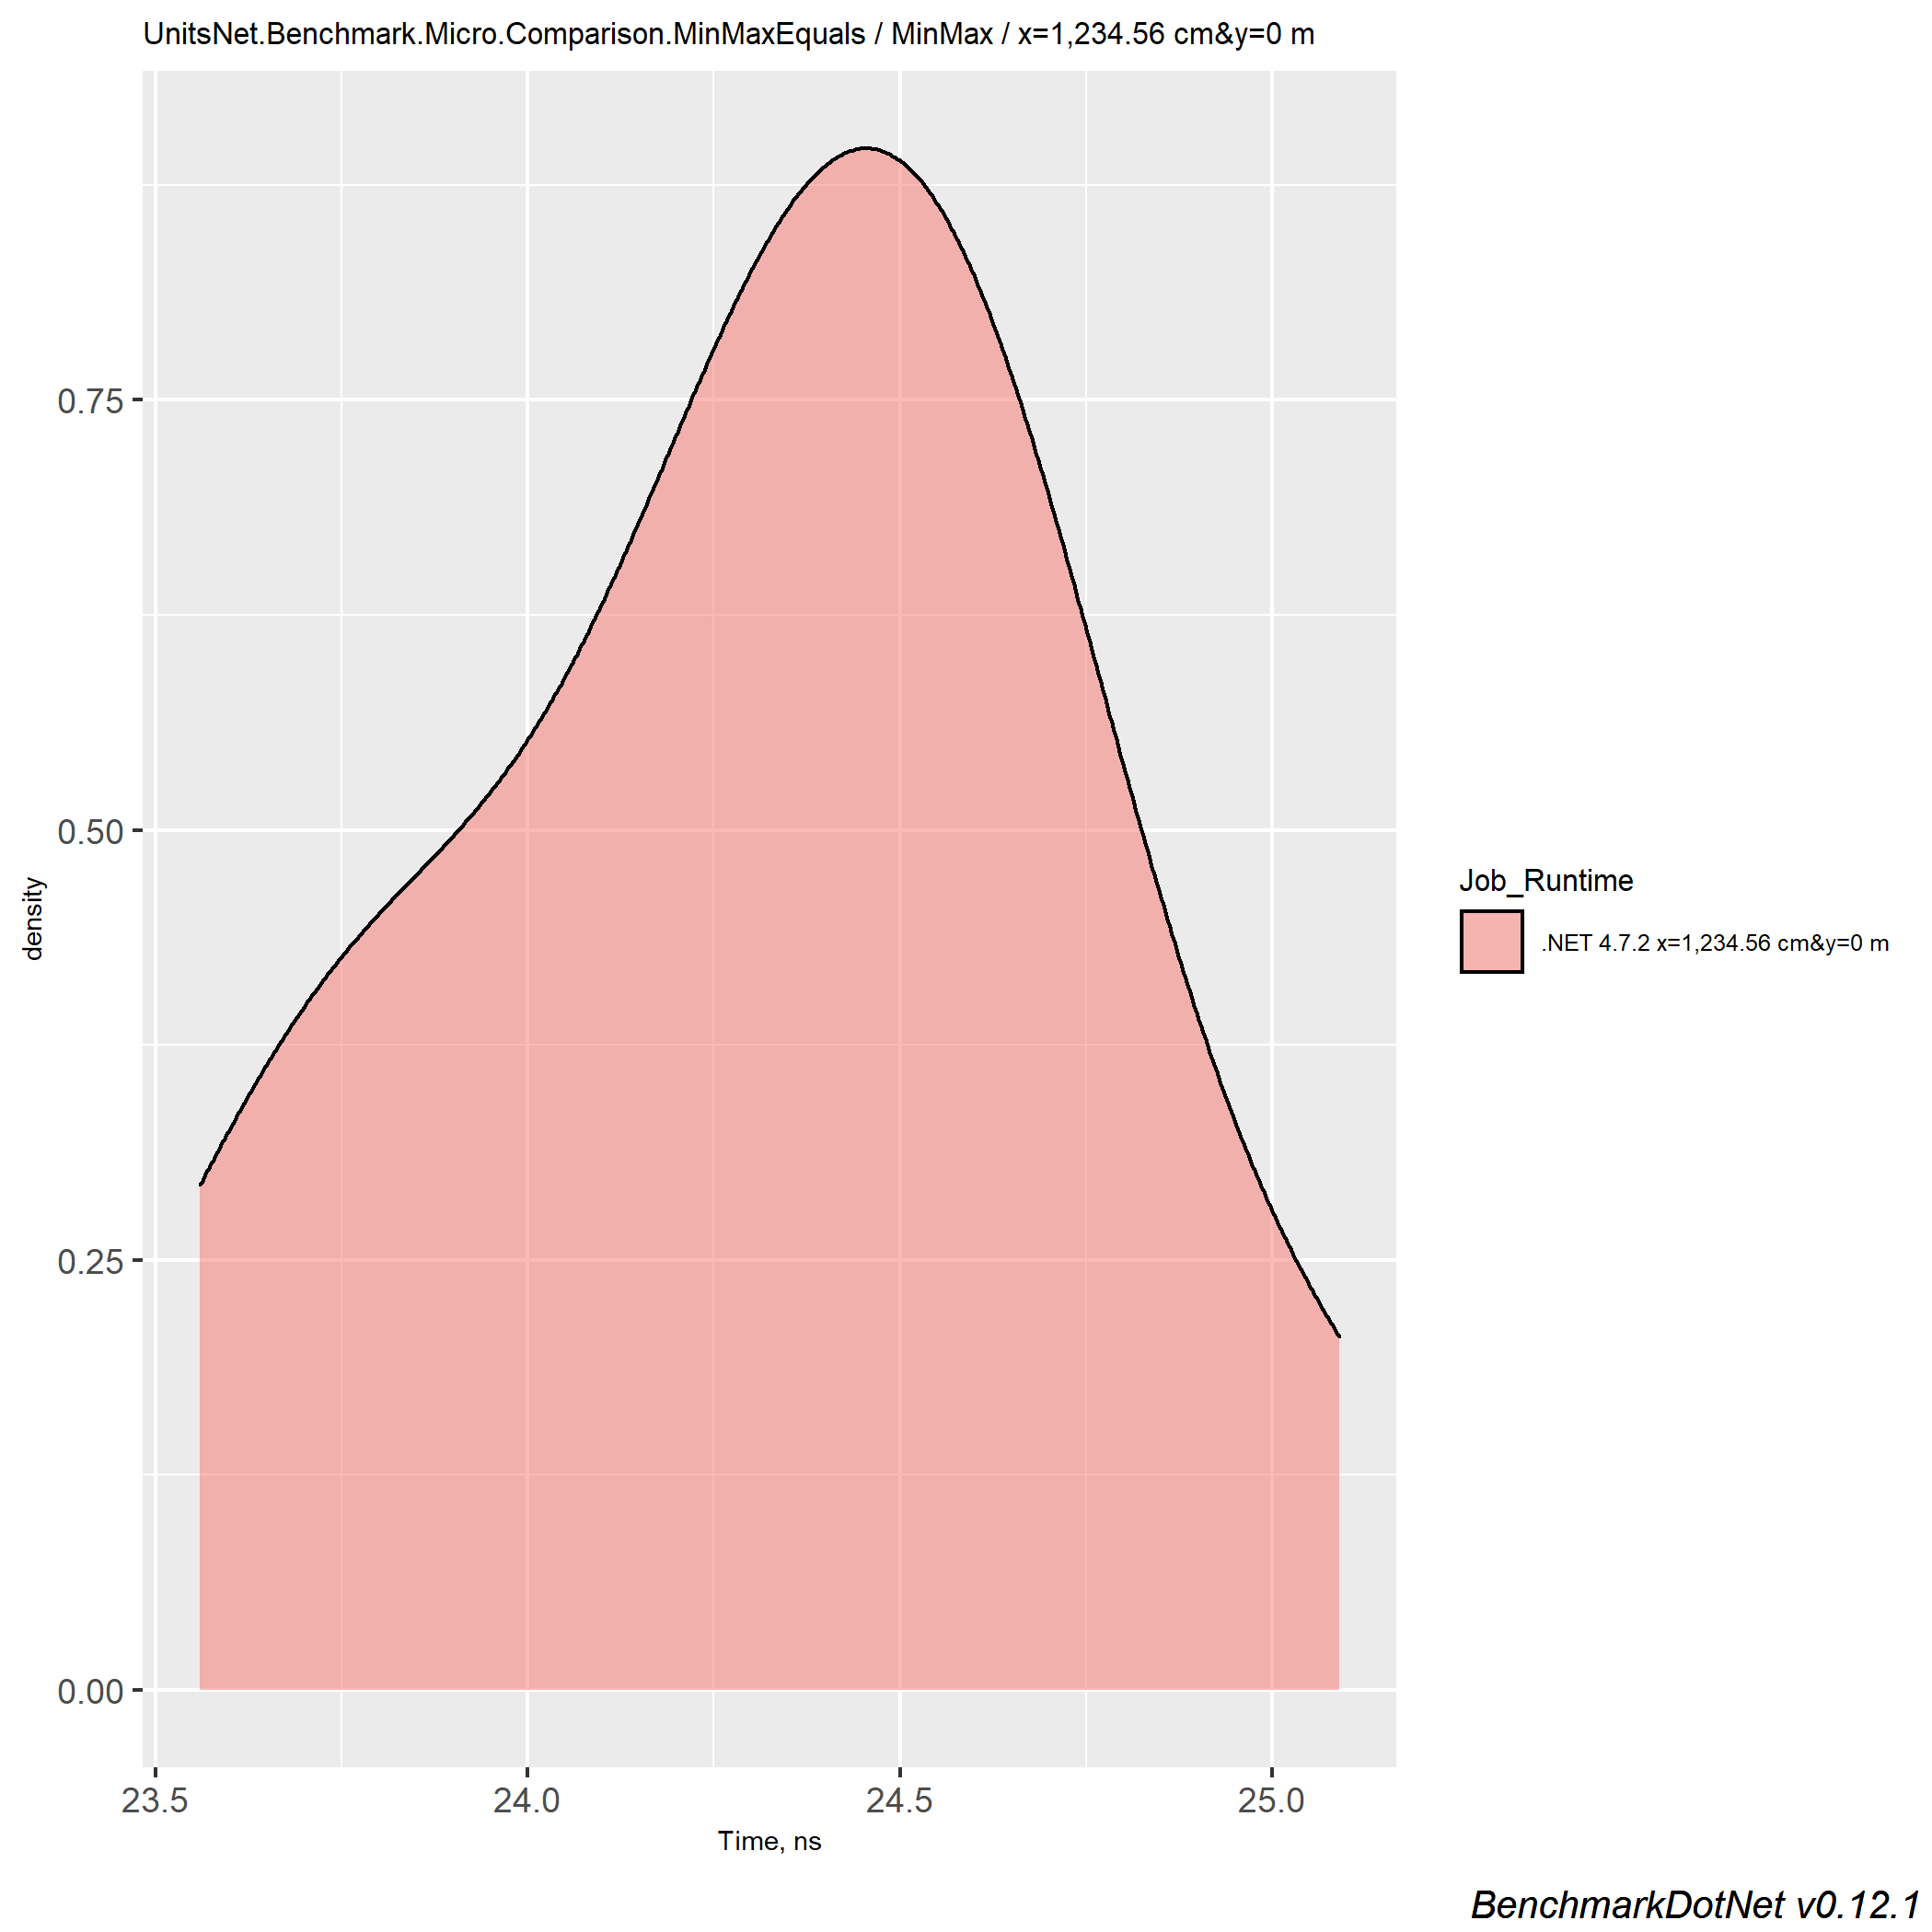 UnitsNet.Benchmark.Micro.Comparison.MinMaxEquals / MinMax / x=1,234.56 cm&y=0 m
0.75
0.50
0.25
0.00
density
23.5 24.0 24.5 25.0
Time, ns
Job_Runtime
.NET 4.7.2 x=1,234.56 cm&y=0 m
BenchmarkDotNet v0.12.1